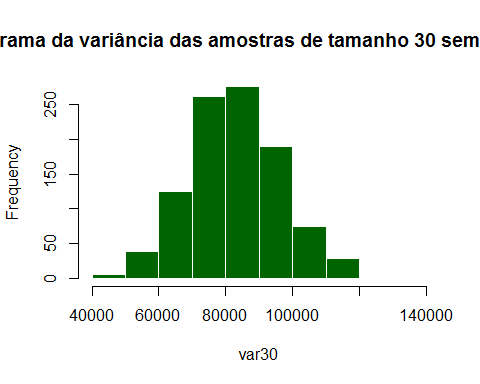 rama da variância das amostras de tamanho 30 sem
Frequency
250
150
50
0
40000 60000 80000 100000 140000
var30